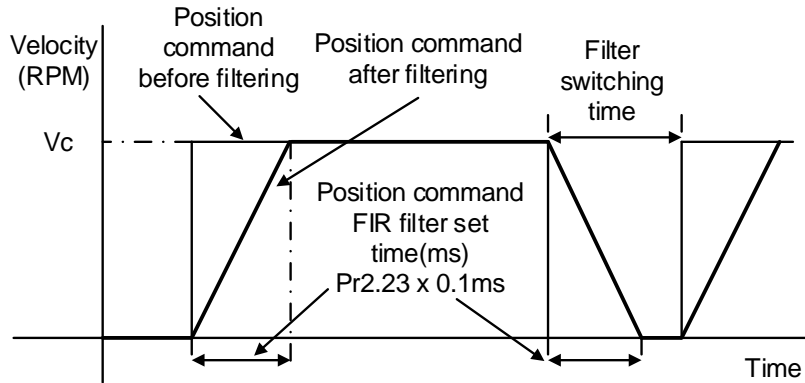 Velocity
(RPM)
Position
command
before filtering
Position command
after filtering
Filter
switching
time
Vc
Position command
FIR filter set
time(ms)
Pr2.23 x 0.1ms
Time